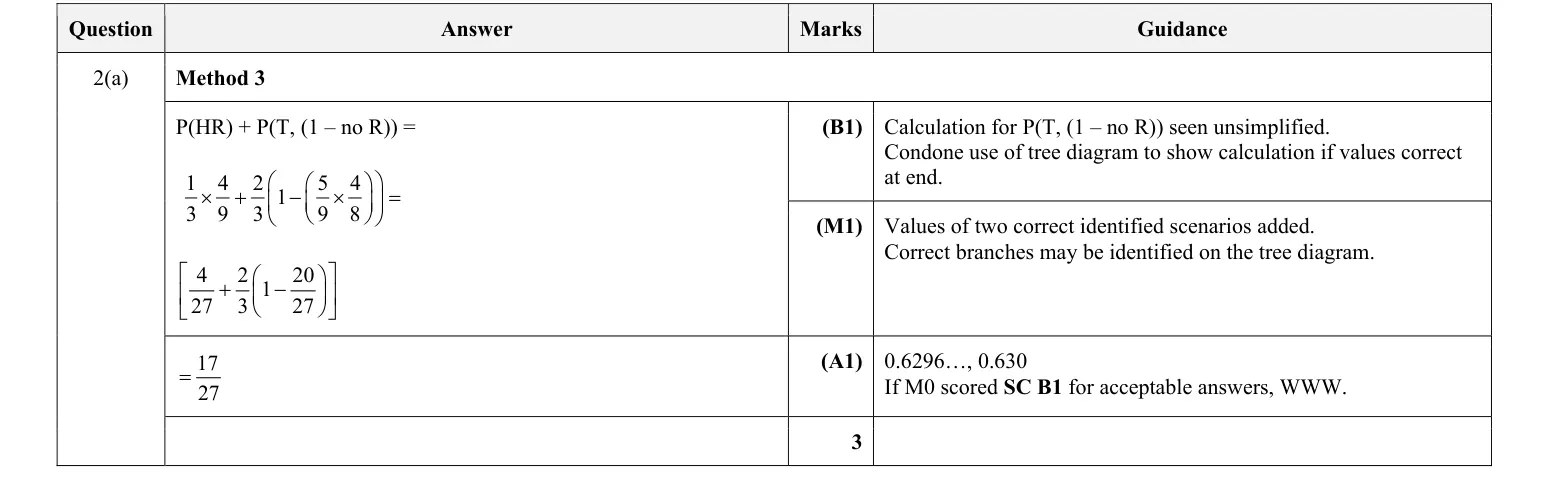 Question Answer Marks Guidance
2(a) Method 3
P(HR) + P(T, (1 – no R)) = (B1) Calculation for P(T, (1 – no R)) seen unsimplified.
Condone use of tree diagram to show calculation if values correct
at end.
1/3 × 4/9 + 2/3 (1 − (5/9 × 4/8)) =
(M1) Values of two correct identified scenarios added.
Correct branches may be identified on the tree diagram.
[4/27 + 2/3 (1 − 20/27)]
= 17/27 (A1) 0.6296…, 0.630
If M0 scored SC B1 for acceptable answers, WWW.
3